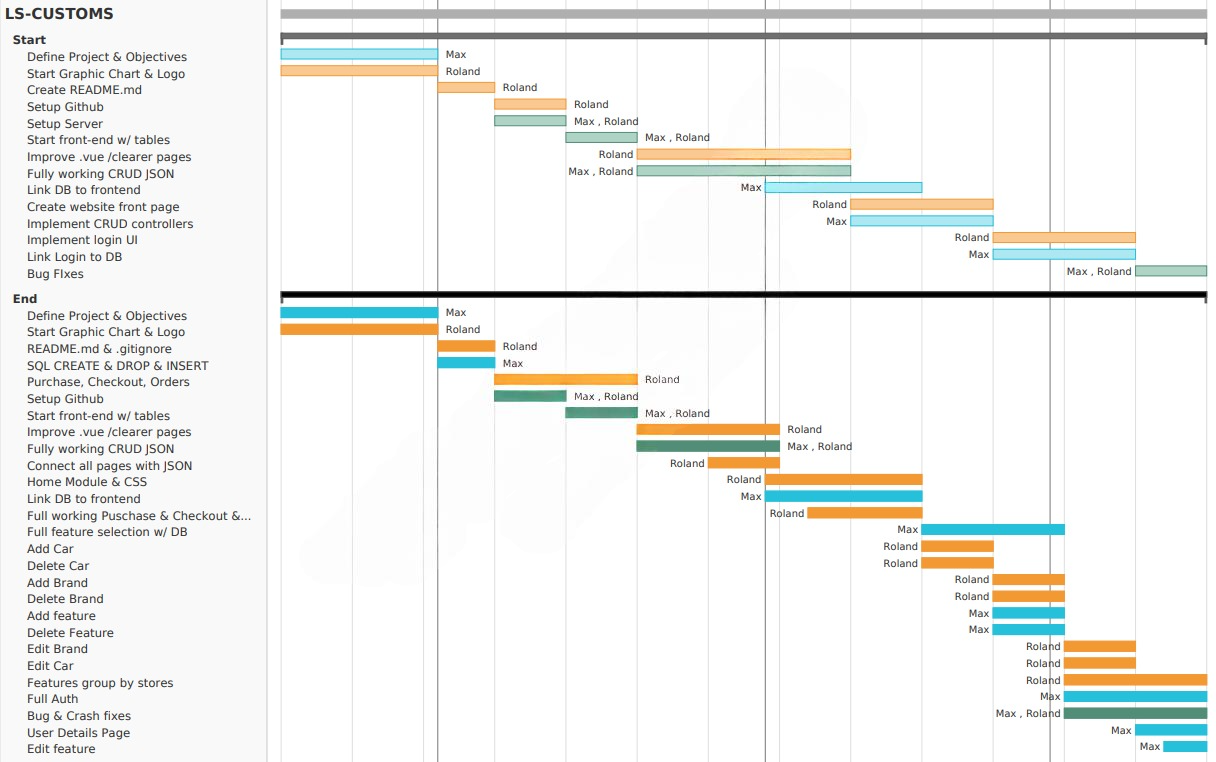 LS-CUSTOMS
Start
Define Project & Objectives Max
Start Graphic Chart & Logo Roland
Create README.md Roland
Setup Github Roland
Setup Server Max , Roland
Start front-end w/ tables Max , Roland
Improve .vue /clearer pages Roland
Fully working CRUD JSON Max , Roland
Link DB to frontend Max
Create website front page Roland
Implement CRUD controllers Max
Implement login UI Roland
Link Login to DB Max
Bug FIxes Max , Roland
End
Define Project & Objectives Max
Start Graphic Chart & Logo Roland
README.md & .gitignore Roland
SQL CREATE & DROP & INSERT Max
Purchase, Checkout, Orders Roland
Setup Github Max , Roland
Start front-end w/ tables Max , Roland
Improve .vue /clearer pages Roland
Fully working CRUD JSON Max , Roland
Connect all pages with JSON Roland
Home Module & CSS Roland
Link DB to frontend Max
Full working Puschase & Checkout &... Roland
Full feature selection w/ DB Max
Add Car Roland
Delete Car Roland
Add Brand Roland
Delete Brand Roland
Add feature Max
Delete Feature Max
Edit Brand Roland
Edit Car Roland
Features group by stores Roland
Full Auth Max
Bug & Crash fixes Max , Roland
User Details Page Max
Edit feature Max